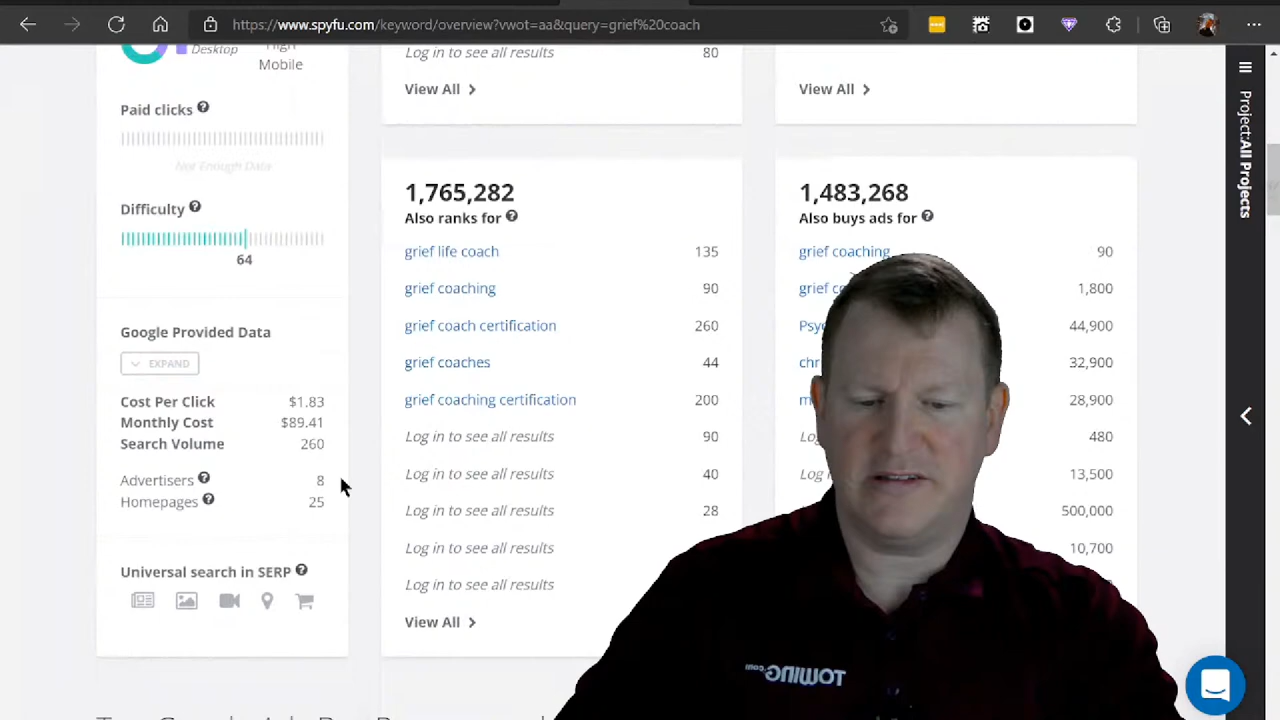 https://www.spyfu.com/keyword/overview?vwot=aa&query=grief%20coach
Desktop
High
Mobile
Paid clicks
Not Enough Data
Difficulty
64
Google Provided Data
EXPAND
Cost Per Click $1.83
Monthly Cost $89.41
Search Volume 260
Advertisers 8
Homepages 25
Universal search in SERP
Log in to see all results 80
View All
1,765,282
Also ranks for
grief life coach 135
grief coaching 90
grief coach certification 260
grief coaches 44
grief coaching certification 200
Log in to see all results 90
Log in to see all results 40
Log in to see all results 28
Log in to see all results
Log in to see all results
View All
View All
1,483,268
Also buys ads for
grief coaching 90
grief 1,800
44,900
32,900
28,900
480
13,500
500,000
10,700
Project:All Projects
TOMING.com